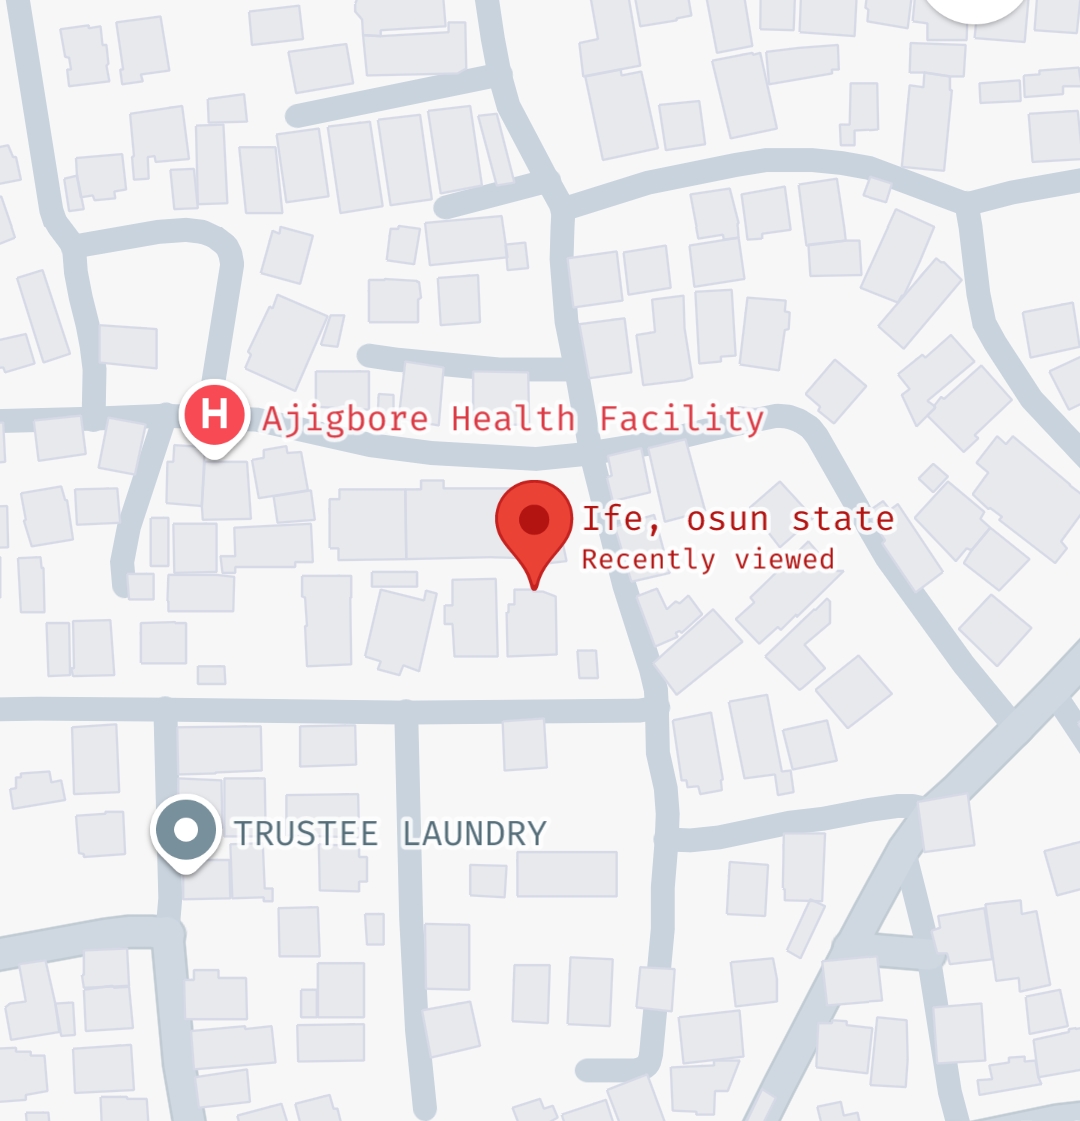 H
Ajigbore Health Facility
Ife, osun state
Recently viewed
TRUSTEE LAUNDRY